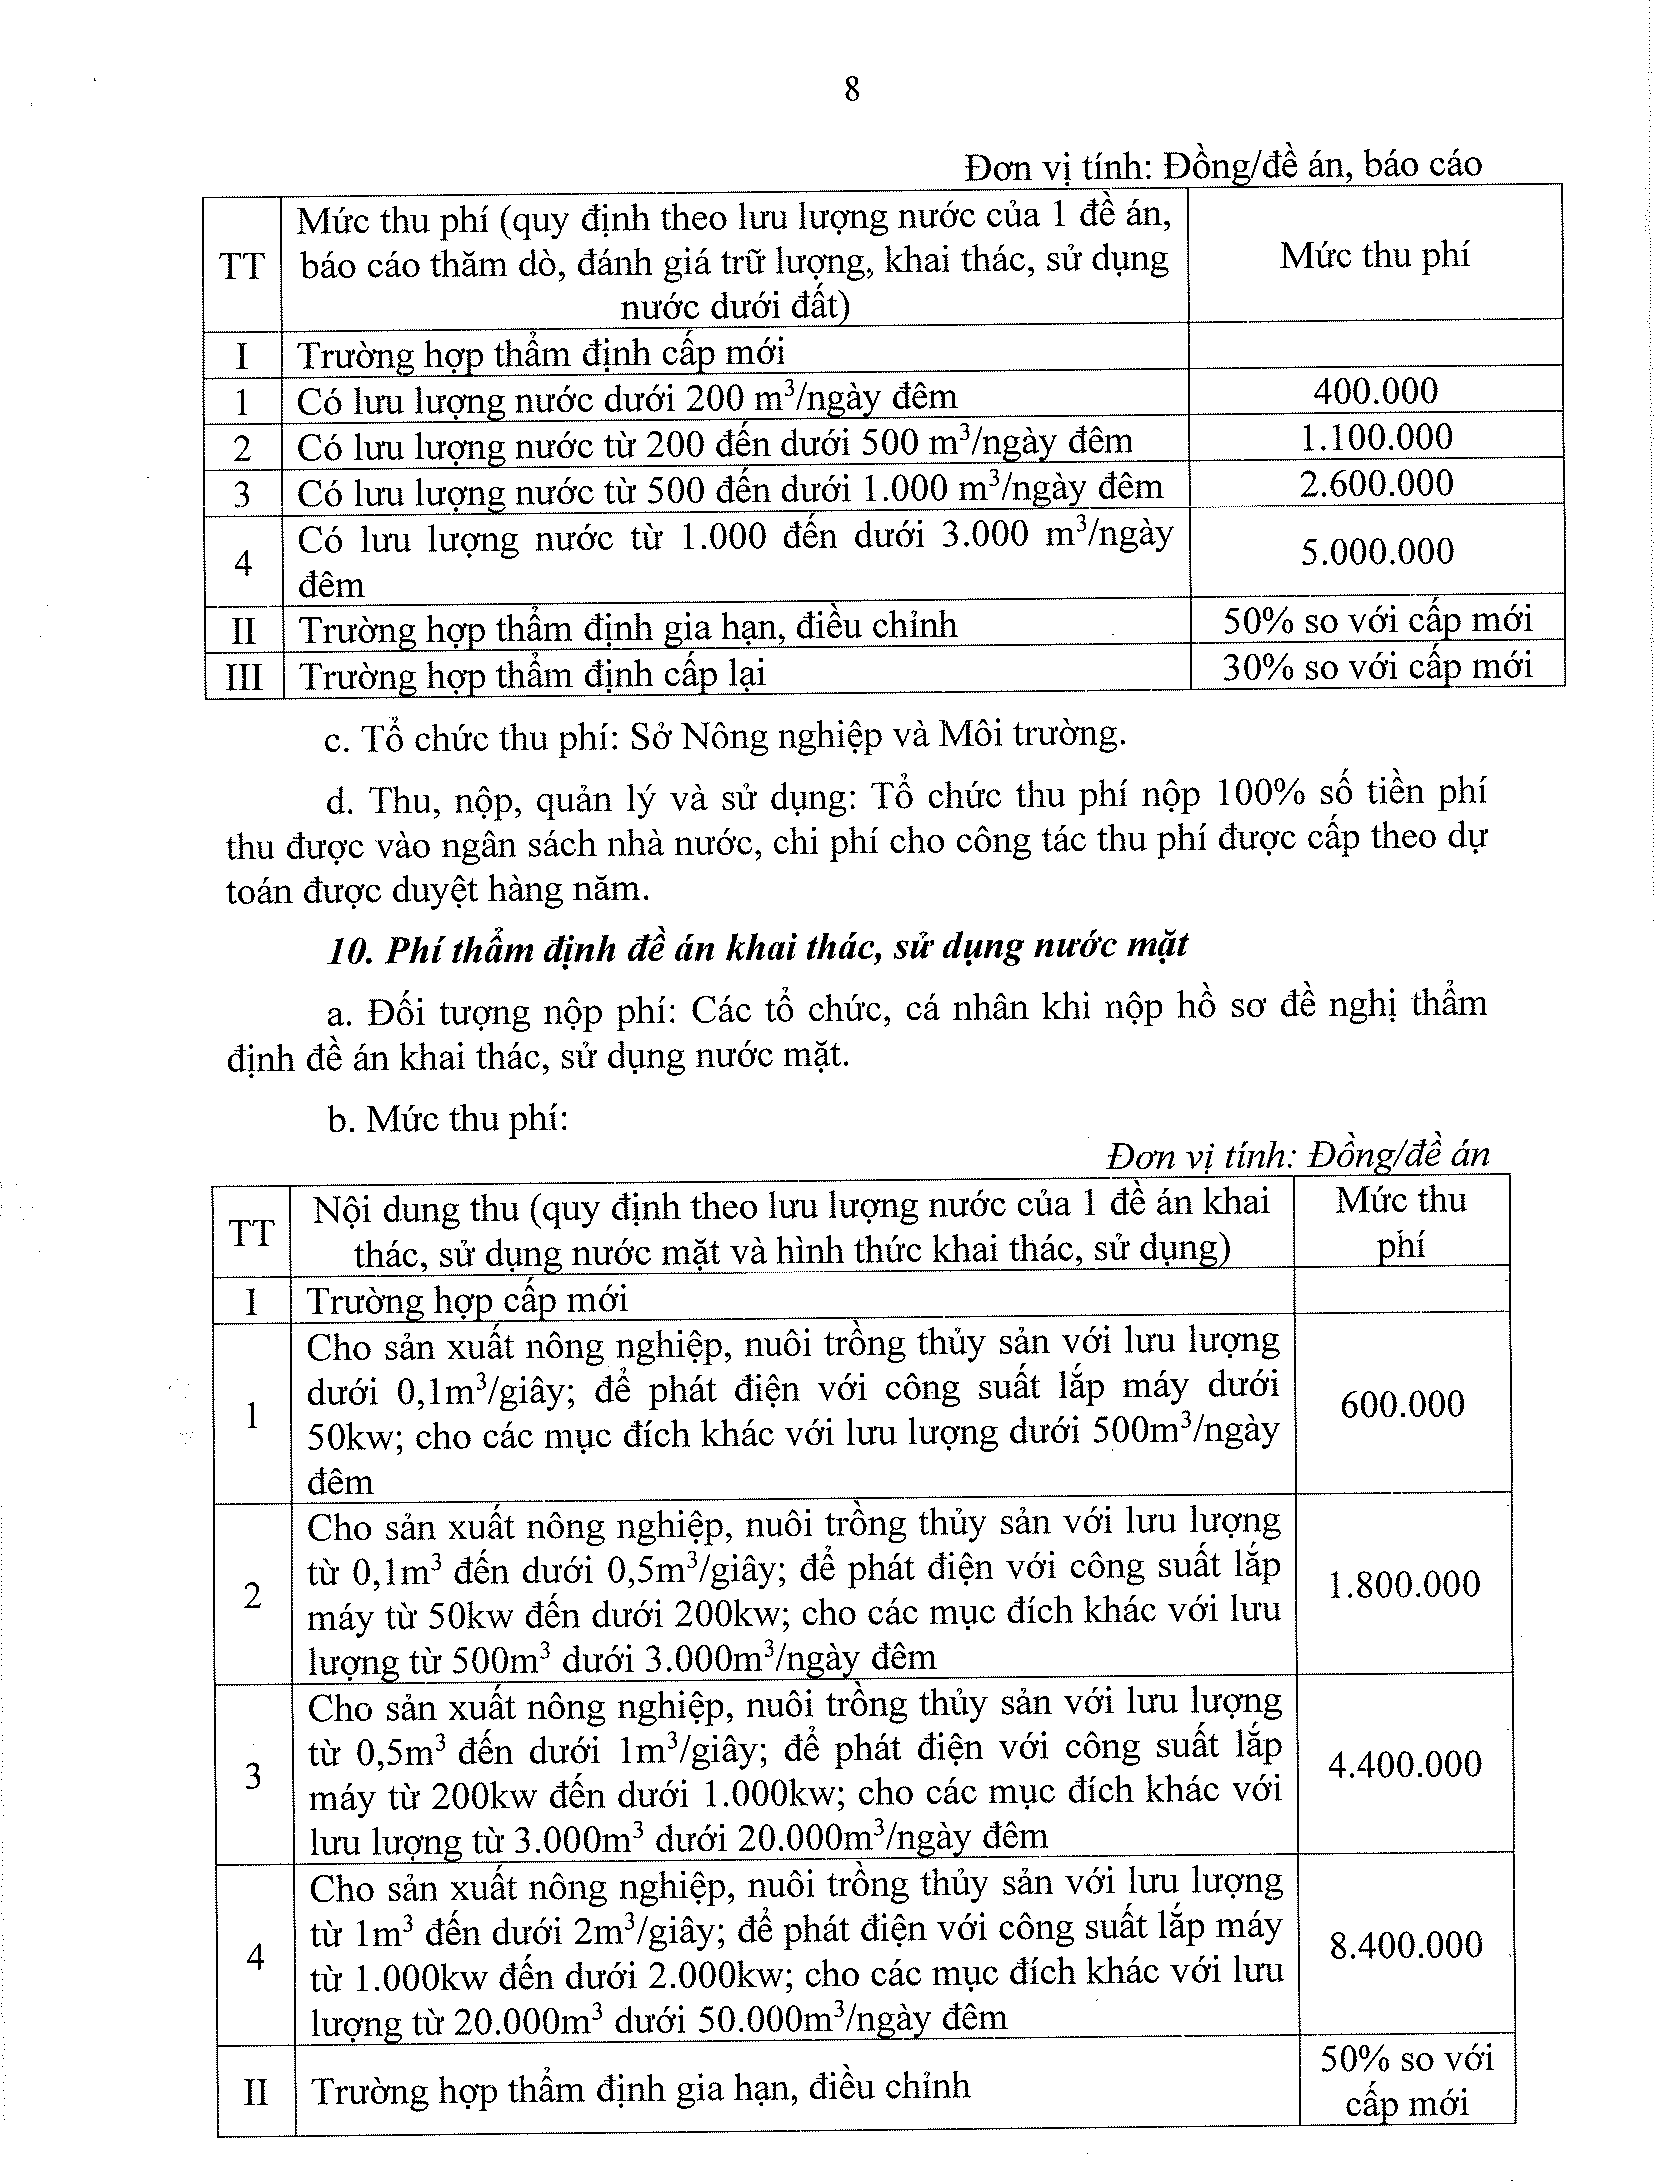 8
Đơn vị tính: Đồng/đề án, báo cáo
TT
Mức thu phí (quy định theo lưu lượng nước của 1 đề án,
báo cáo thăm dò, đánh giá trữ lượng, khai thác, sử dụng
nước dưới đất)
Mức thu phí
I Trường hợp thẩm định cấp mới
1 Có lưu lượng nước dưới 200 m³/ngày đêm 400.000
2 Có lưu lượng nước từ 200 đến dưới 500 m³/ngày đêm 1.100.000
3 Có lưu lượng nước từ 500 đến dưới 1.000 m³/ngày đêm 2.600.000
4
Có lưu lượng nước từ 1.000 đến dưới 3.000 m³/ngày
đêm
5.000.000
II Trường hợp thẩm định gia hạn, điều chỉnh 50% so với cấp mới
III Trường hợp thẩm định cấp lại 30% so với cấp mới
c. Tổ chức thu phí: Sở Nông nghiệp và Môi trường.
d. Thu, nộp, quản lý và sử dụng: Tổ chức thu phí nộp 100% số tiền phí
thu được vào ngân sách nhà nước, chi phí cho công tác thu phí được cấp theo dự
toán được duyệt hàng năm.
10. Phí thẩm định đề án khai thác, sử dụng nước mặt
a. Đối tượng nộp phí: Các tổ chức, cá nhân khi nộp hồ sơ đề nghị thẩm
định đề án khai thác, sử dụng nước mặt.
b. Mức thu phí:
Đơn vị tính: Đồng/đề án
TT
Nội dung thu (quy định theo lưu lượng nước của 1 đề án khai
thác, sử dụng nước mặt và hình thức khai thác, sử dụng)
Mức thu
phí
I Trường hợp cấp mới
1
Cho sản xuất nông nghiệp, nuôi trồng thủy sản với lưu lượng
dưới 0,1m³/giây; để phát điện với công suất lắp máy dưới
50kw; cho các mục đích khác với lưu lượng dưới 500m³/ngày
đêm
600.000
2
Cho sản xuất nông nghiệp, nuôi trồng thủy sản với lưu lượng
từ 0,1m³ đến dưới 0,5m³/giây; để phát điện với công suất lắp
máy từ 50kw đến dưới 200kw; cho các mục đích khác với lưu
lượng từ 500m³ dưới 3.000m³/ngày đêm
1.800.000
3
Cho sản xuất nông nghiệp, nuôi trồng thủy sản với lưu lượng
từ 0,5m³ đến dưới 1m³/giây; để phát điện với công suất lắp
máy từ 200kw đến dưới 1.000kw; cho các mục đích khác với
lưu lượng từ 3.000m³ dưới 20.000m³/ngày đêm
4.400.000
4
Cho sản xuất nông nghiệp, nuôi trồng thủy sản với lưu lượng
từ 1m³ đến dưới 2m³/giây; để phát điện với công suất lắp máy
từ 1.000kw đến dưới 2.000kw; cho các mục đích khác với lưu
lượng từ 20.000m³ dưới 50.000m³/ngày đêm
8.400.000
II Trường hợp thẩm định gia hạn, điều chỉnh
50% so với
cấp mới